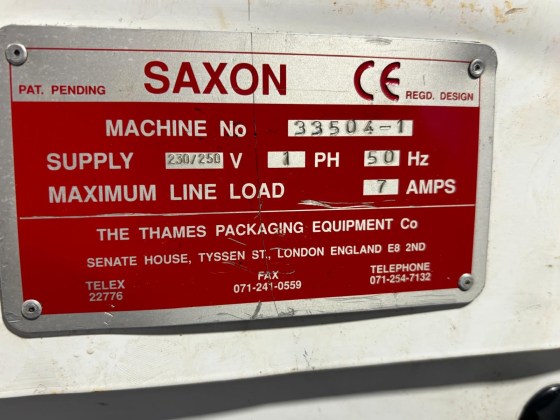 PAT. PENDING SAXON CE REGD. DESIGN
MACHINE No 33504-1
SUPPLY 230/250 V 1 PH 50 Hz
MAXIMUM LINE LOAD 7 AMPS
THE THAMES PACKAGING EQUIPMENT Co
SENATE HOUSE, TYSSEN ST., LONDON ENGLAND E8 2ND
TELEX
22776
FAX
071-241-0559
TELEPHONE
071-254-7132